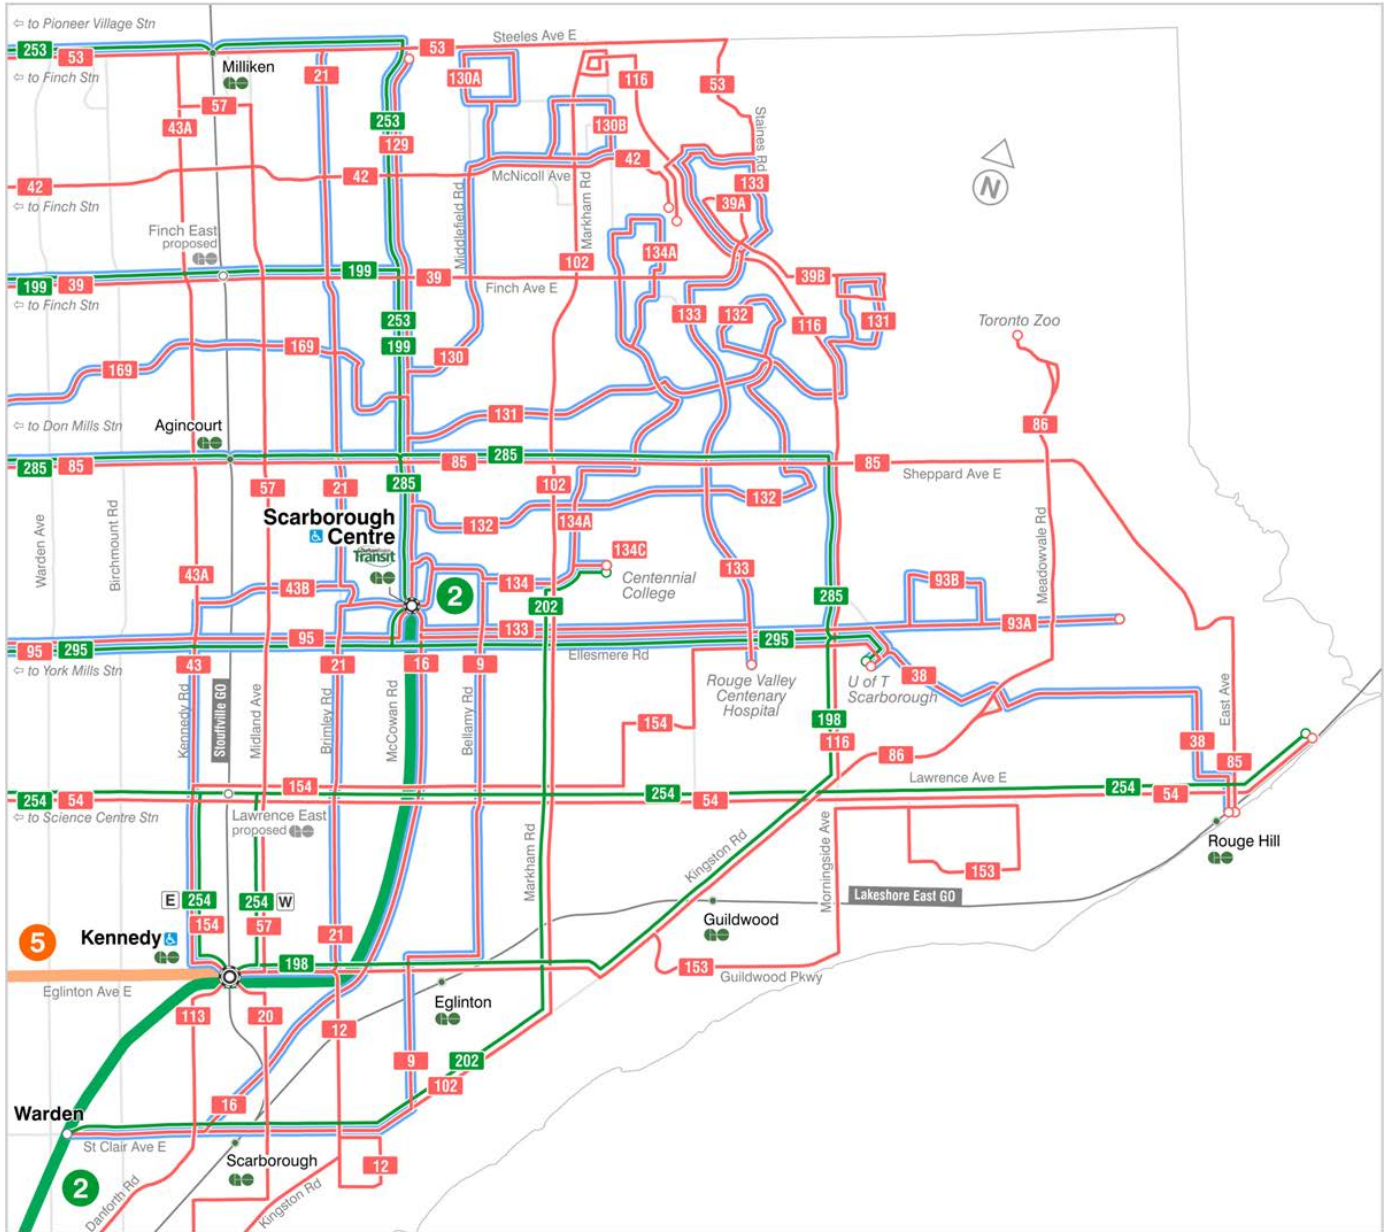 ⇦ to Pioneer Village Stn
253
53
⇦ to Finch Stn
Milliken
57
43A
21
253
129
53
Steeles Ave E
130A
116
53
130B
Staines Rd
42
⇦ to Finch Stn
42
42
McNicoll Ave
133
39A
N
Finch East
proposed
Middlefield Rd
Markham Rd
134A
102
199
39
⇦ to Finch Stn
199
39
Finch Ave E
39B
253
199
133
132
116
131
Toronto Zoo
169
169
130
⇦ to Don Mills Stn
Agincourt
131
86
285
85
285
85
85
Sheppard Ave E
57
21
285
102
132
Scarborough
Centre
DurhamRegion
Transit
132
134A
Warden Ave
Birchmount Rd
134C
Centennial
College
Meadowvale Rd
43A
43B
2
134
133
93B
202
285
95
133
295
93A
95
295
⇦ to York Mills Stn
Ellesmere Rd
43
21
16
9
Rouge Valley
Centenary
Hospital
U of T
Scarborough
38
Kennedy Rd
Stouffville GO
Midland Ave
Brimley Rd
McCowan Rd
Bellamy Rd
154
198
116
86
East Ave
38
85
154
254
54
254
54
Lawrence Ave E
254
54
⇦ to Science Centre Stn
Lawrence East
proposed
Rouge Hill
Markham Rd
Kingston Rd
Morningside Ave
153
E
254
254
W
154
57
21
Lakeshore East GO
5
Kennedy
Guildwood
198
153
Guildwood Pkwy
Eglinton Ave E
Eglinton
113
20
12
9
202
102
16
Warden
St Clair Ave E
Scarborough
12
2
Danforth Rd
Kingston Rd